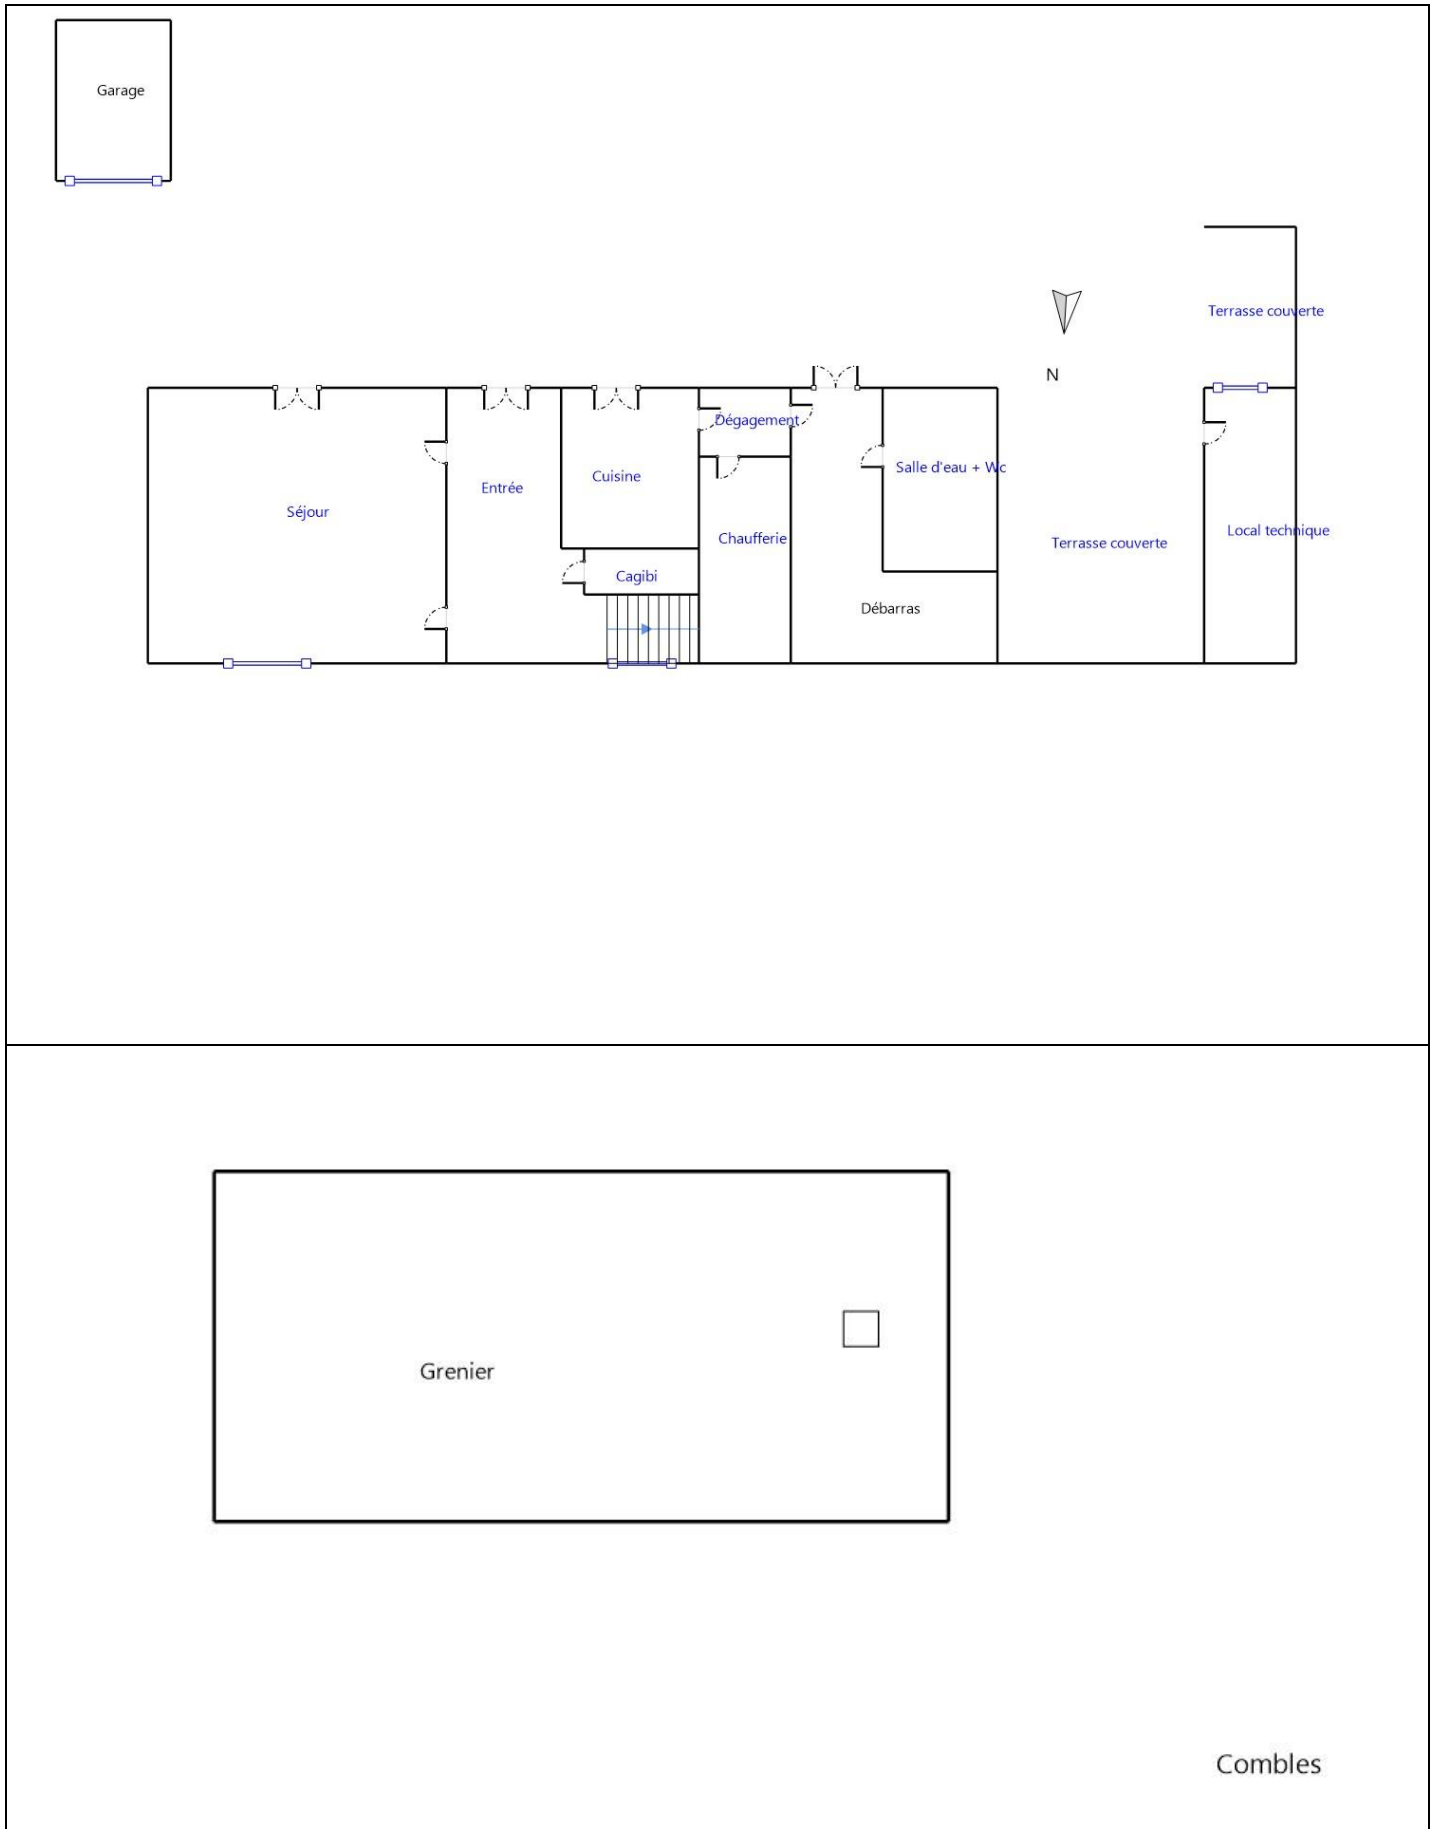 Garage
Terrasse couverte
N
Dégagement
Salle d'eau + Wc
Cuisine
Entrée
Séjour
Local technique
Chaufferie
Terrasse couverte
Cagibi
Débarras
Grenier
Combles